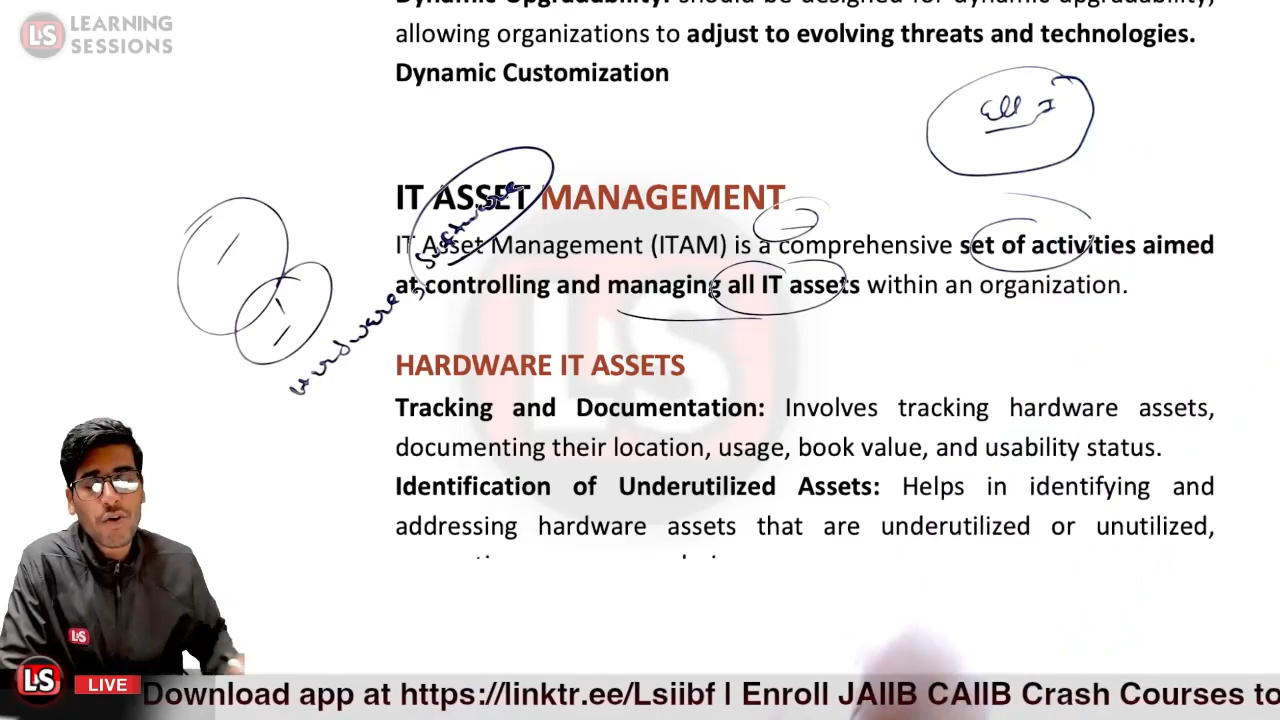 LS LEARNING
SESSIONS
allowing organizations to adjust to evolving threats and technologies.
Dynamic Customization
All I
IT ASSET MANAGEMENT
IT Asset Management (ITAM) is a comprehensive set of activities aimed
at controlling and managing all IT assets within an organization.
Hardware, Software
HARDWARE IT ASSETS
Tracking and Documentation: Involves tracking hardware assets,
documenting their location, usage, book value, and usability status.
Identification of Underutilized Assets: Helps in identifying and
addressing hardware assets that are underutilized or unutilized,
LS
LS LIVE Download app at https://linktr.ee/Lsiibf | Enroll JAIIB CAIIB Crash Courses to